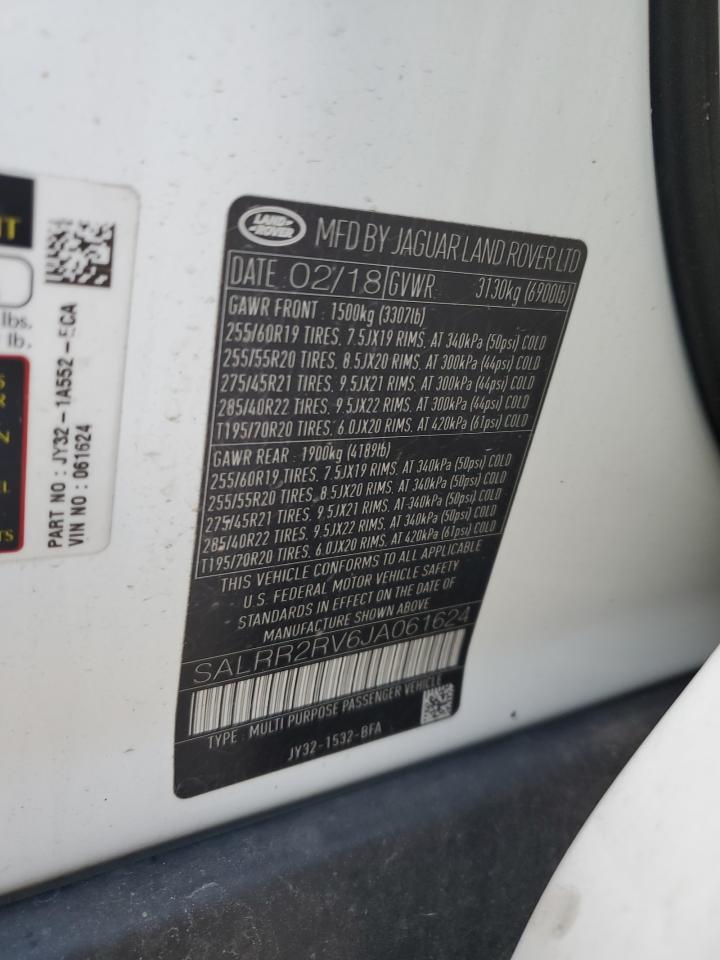 NT
lbs.
lb.
PART NO : JY32-1A552-ECA
VIN NO : 061624
LAND-
-ROVER
MFD BY JAGUAR LAND ROVER LTD
DATE 02/18 GVWR 3130kg (6900lb)
GAWR FRONT : 1500kg (3307lb)
255/60R19 TIRES, 7.5JX19 RIMS, AT 340kPa (50psi) COLD
255/55R20 TIRES, 8.5JX20 RIMS, AT 300kPa (44psi) COLD
275/45R21 TIRES, 9.5JX21 RIMS, AT 300kPa (44psi) COLD
285/40R22 TIRES, 9.5JX22 RIMS, AT 300kPa (44psi) COLD
T195/70R20 TIRES, 6.0JX20 RIMS, AT 420kPa (61psi) COLD
GAWR REAR : 1900kg (4189lb)
255/60R19 TIRES, 7.5JX19 RIMS, AT 340kPa (50psi) COLD
255/55R20 TIRES, 8.5JX20 RIMS, AT 340kPa (50psi) COLD
275/45R21 TIRES, 9.5JX21 RIMS, AT 340kPa (50psi) COLD
285/40R22 TIRES, 9.5JX22 RIMS, AT 340kPa (50psi) COLD
T195/70R20 TIRES, 6.0JX20 RIMS, AT 420kPa (61psi) COLD
THIS VEHICLE CONFORMS TO ALL APPLICABLE
U.S. FEDERAL MOTOR VEHICLE SAFETY
STANDARDS IN EFFECT ON THE DATE OF
MANUFACTURE SHOWN ABOVE
SALRR2RV6JA061624
TYPE : MULTI PURPOSE PASSENGER VEHICLE
JY32-1532-BFA